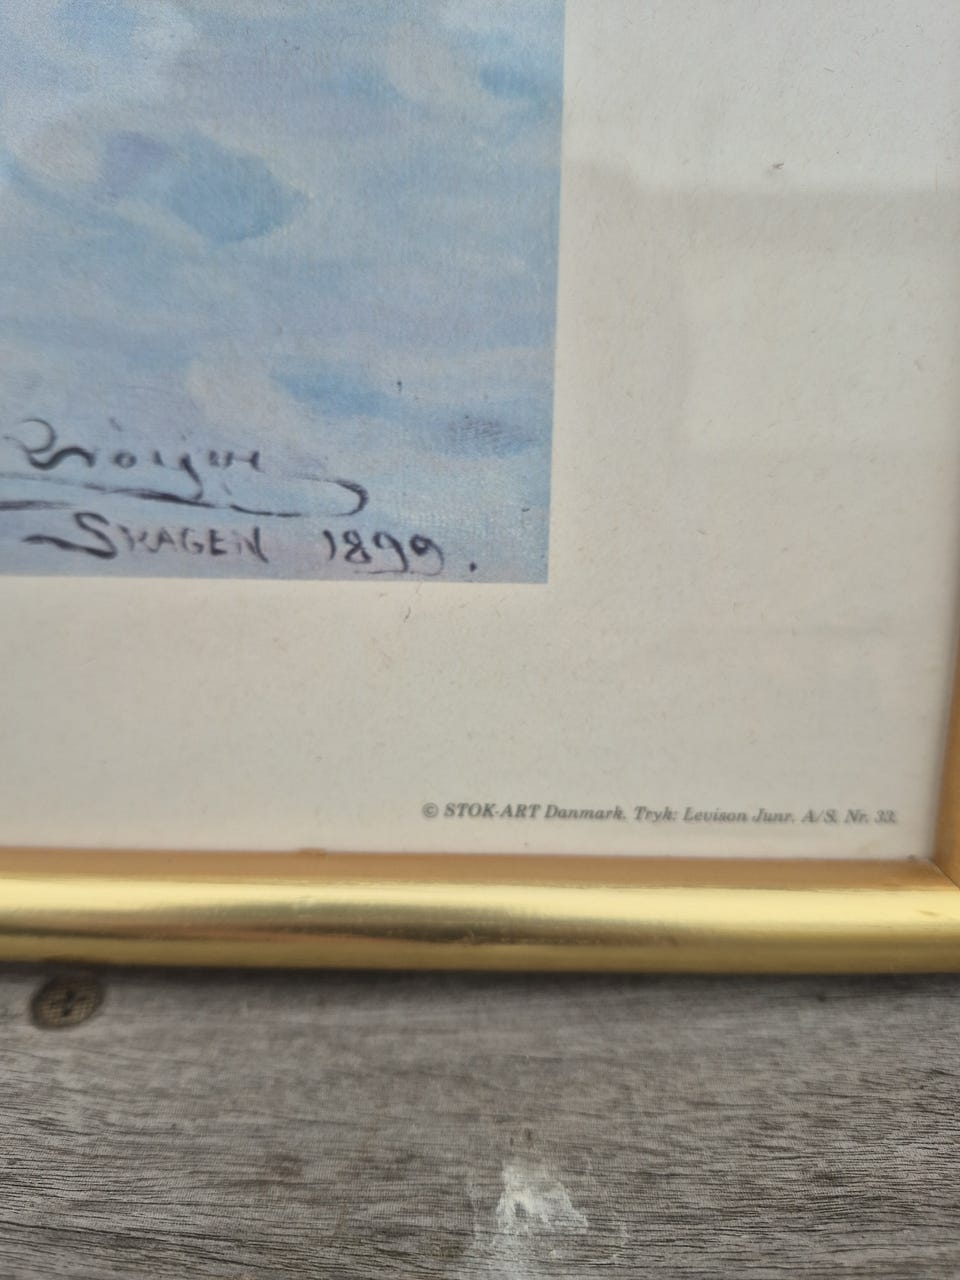 SKAGEN 1899.
© STOK-ART Danmark. Tryk: Levison Junr. A/S. Nr. 33.